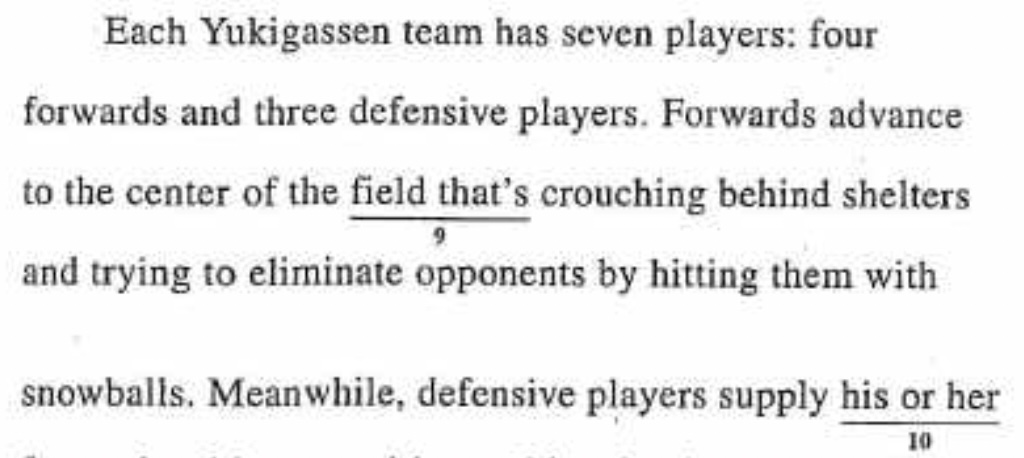 Each Yukigassen team has seven players: four
forwards and three defensive players. Forwards advance
to the center of the field that's crouching behind shelters
9
and trying to eliminate opponents by hitting them with
snowballs. Meanwhile, defensive players supply his or her
10